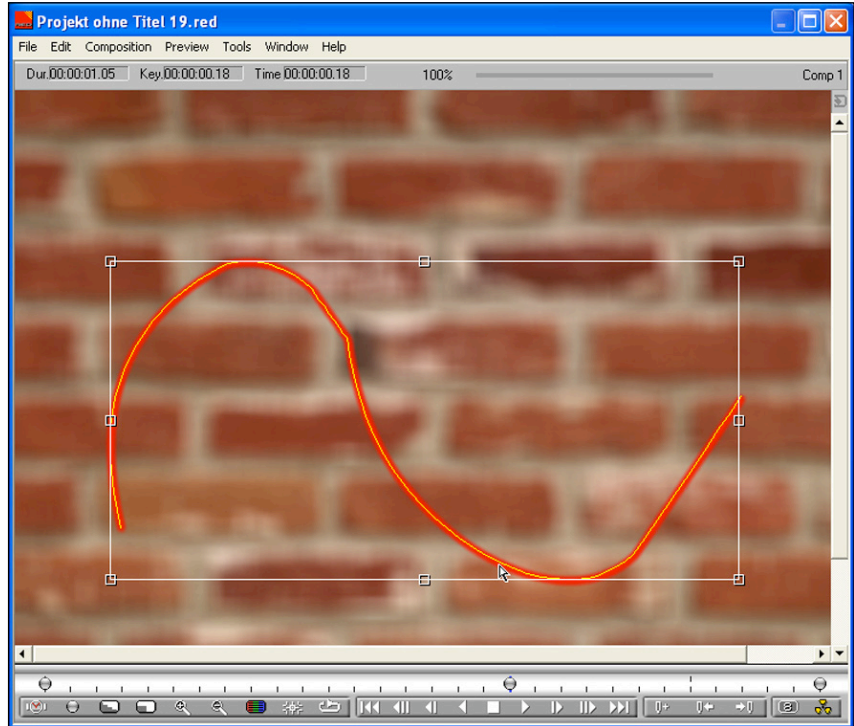 Projekt ohne Titel 19.red
File Edit Composition Preview Tools Window Help
Dur.00:00:01.05 Key.00:00:00.18 Time 00:00:00.18 100% Comp 1